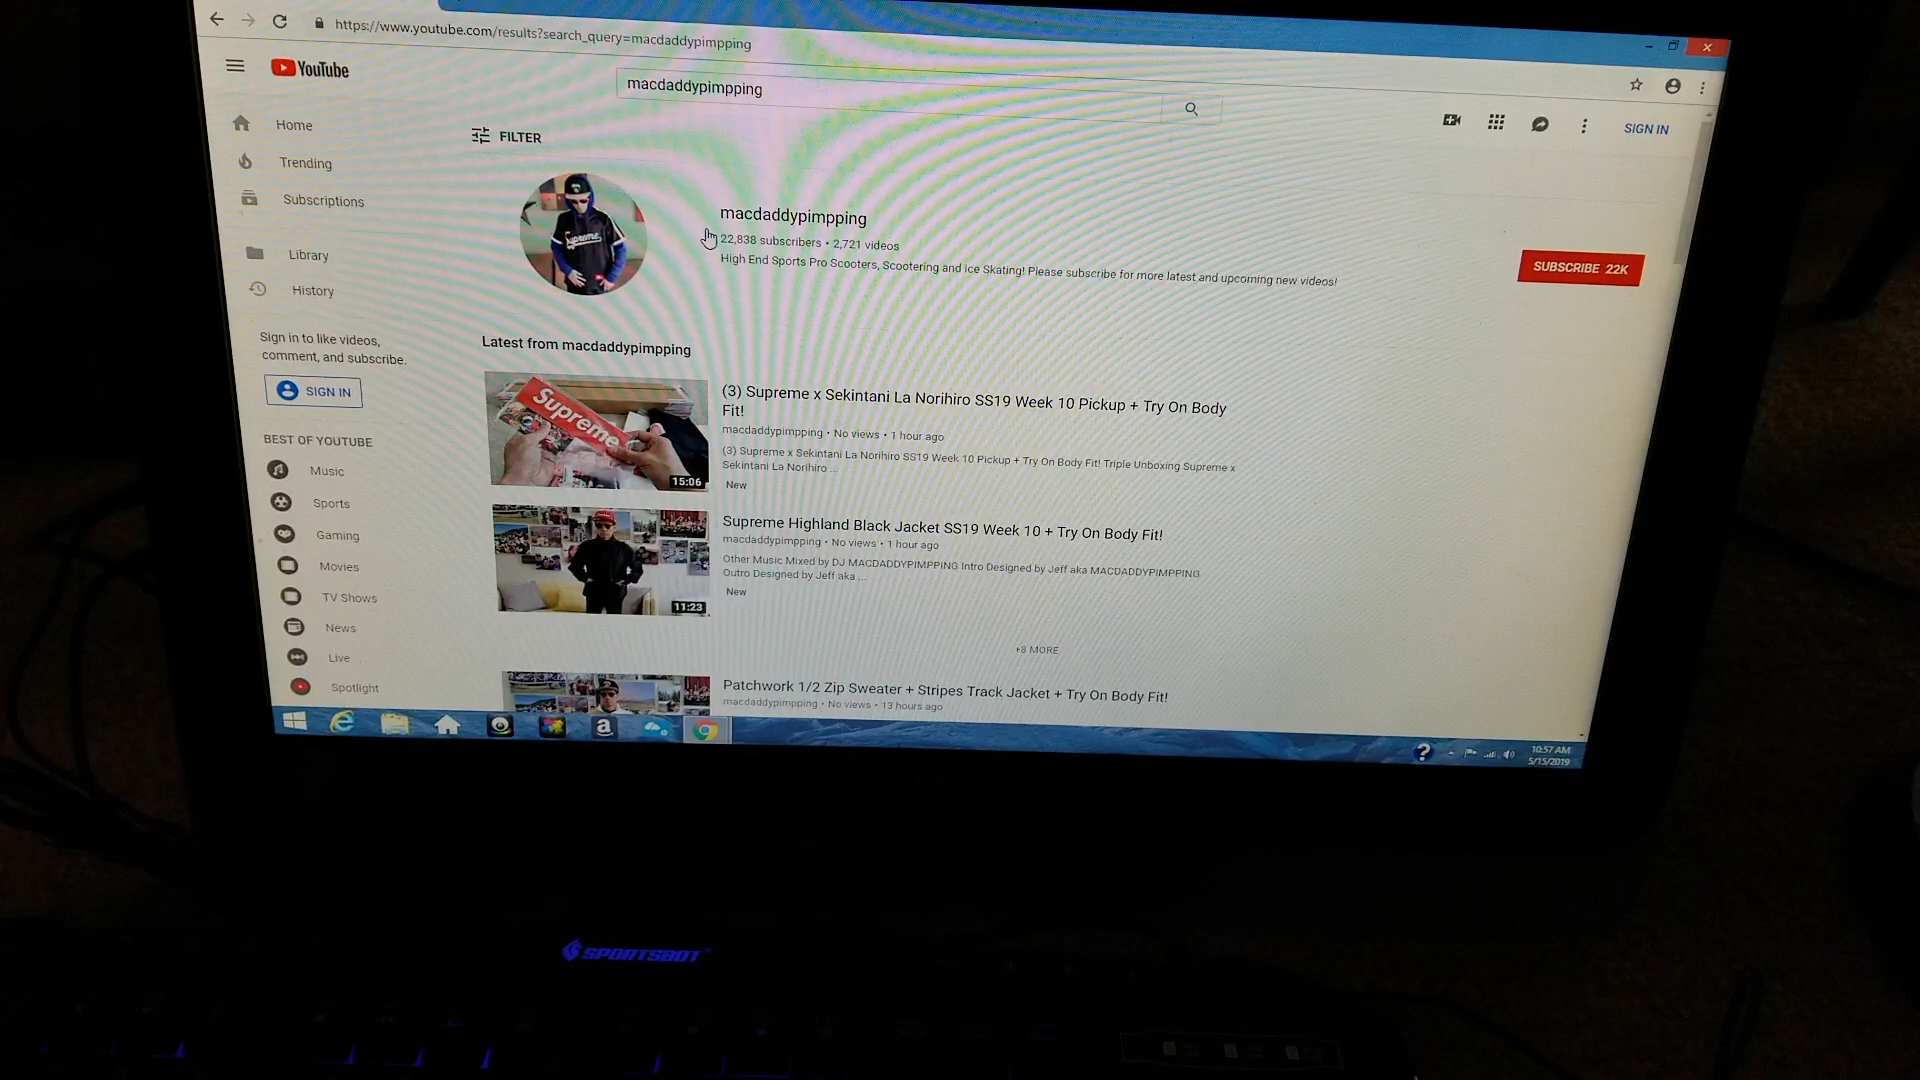 https://www.youtube.com/results?search_query=macdaddypimpping
YouTube
macdaddypimpping
SIGN IN
Home
Trending
Subscriptions
Library
History
Sign in to like videos,
comment, and subscribe.
SIGN IN
BEST OF YOUTUBE
Music
Sports
Gaming
Movies
TV Shows
News
Live
Spotlight
FILTER
Supreme
macdaddypimpping
22,838 subscribers • 2,721 videos
High End Sports Pro Scooters, Scootering and Ice Skating! Please subscribe for more latest and upcoming new videos!
SUBSCRIBE 22K
Latest from macdaddypimpping
Supreme
15:06
(3) Supreme x Sekintani La Norihiro SS19 Week 10 Pickup + Try On Body
Fit!
macdaddypimpping • No views • 1 hour ago
(3) Supreme x Sekintani La Norihiro SS19 Week 10 Pickup + Try On Body Fit! Triple Unboxing Supreme x
Sekintani La Norihiro ...
New
11:23
Supreme Highland Black Jacket SS19 Week 10 + Try On Body Fit!
macdaddypimpping • No views • 1 hour ago
Other Music Mixed by DJ MACDADDYPIMPPING Intro Designed by Jeff aka MACDADDYPIMPPING
Outro Designed by Jeff aka ...
New
+8 MORE
Patchwork 1/2 Zip Sweater + Stripes Track Jacket + Try On Body Fit!
macdaddypimpping • No views • 13 hours ago
10:57 AM
5/15/2019
SPORTSBOT